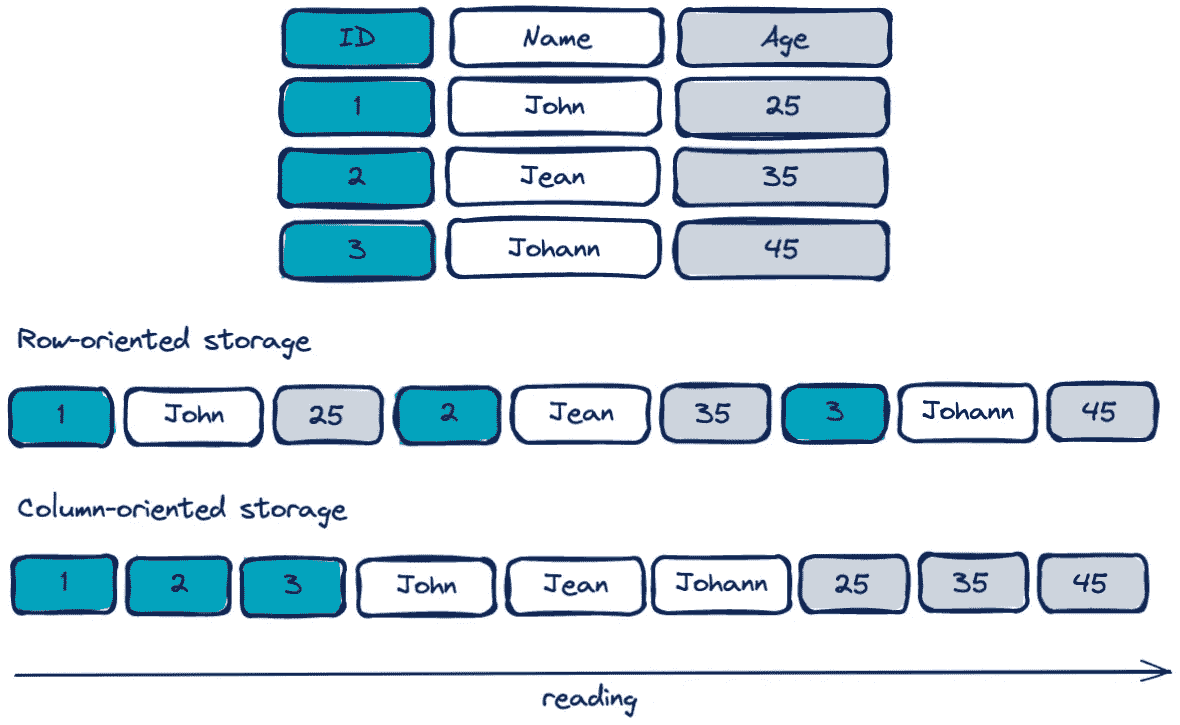 ID Name Age
1 John 25
2 Jean 35
3 Johann 45
Row-oriented storage
1 John 25 2 Jean 35 3 Johann 45
Column-oriented storage
1 2 3 John Jean Johann 25 35 45
reading